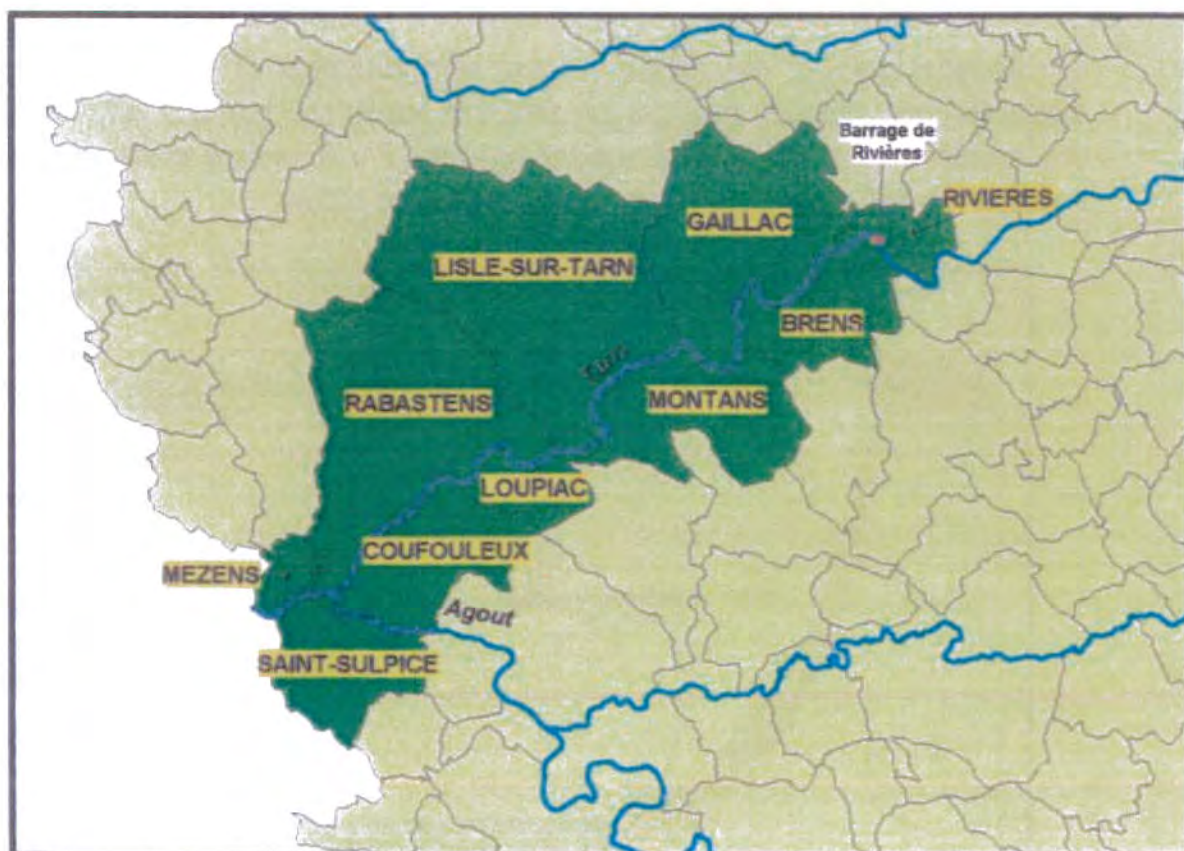 Barrage de
Rivières
RIVIERES
GAILLAC
LISLE-SUR-TARN
BRENS
Tarn
RABASTENS
MONTANS
LOUPIAC
COUFOULEUX
MEZENS
Agout
SAINT-SULPICE